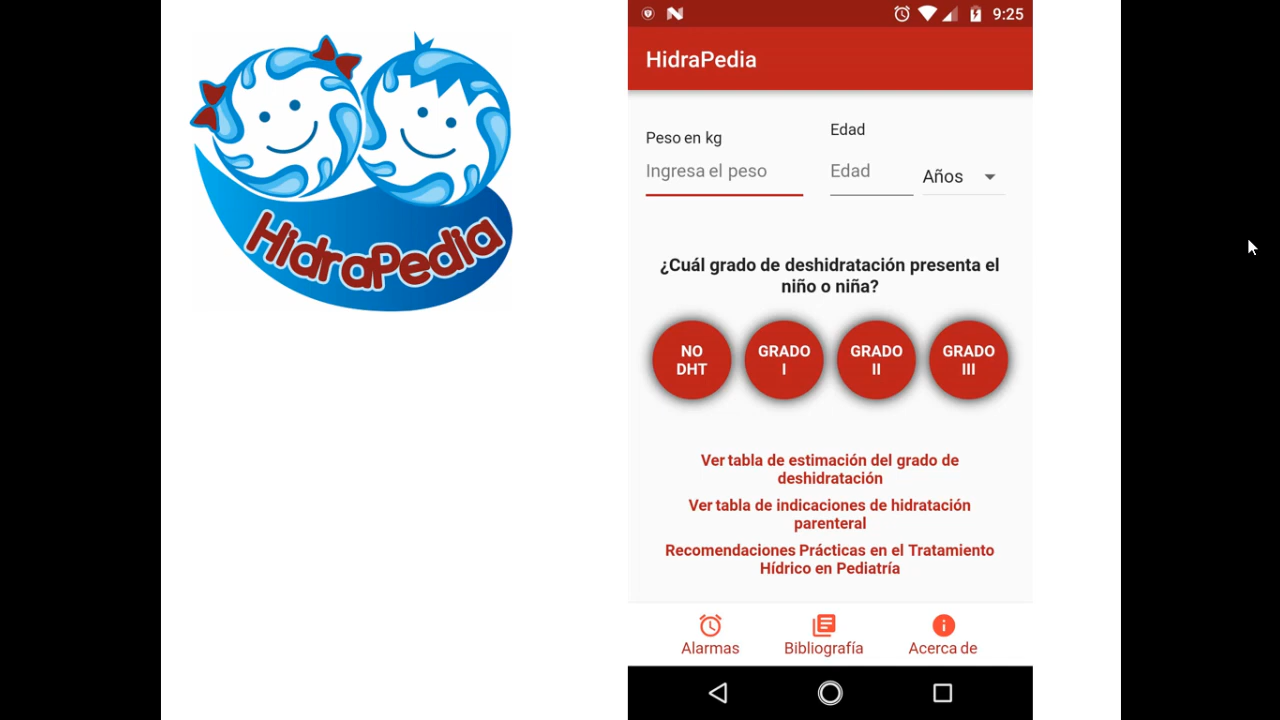 HidraPedia
9:25
HidraPedia
Peso en kg
Edad
Ingresa el peso
Edad
Años
¿Cuál grado de deshidratación presenta el
niño o niña?
NO
DHT
GRADO
I
GRADO
II
GRADO
III
Ver tabla de estimación del grado de
deshidratación
Ver tabla de indicaciones de hidratación
parenteral
Recomendaciones Prácticas en el Tratamiento
Hídrico en Pediatría
Alarmas
Bibliografía
Acerca de